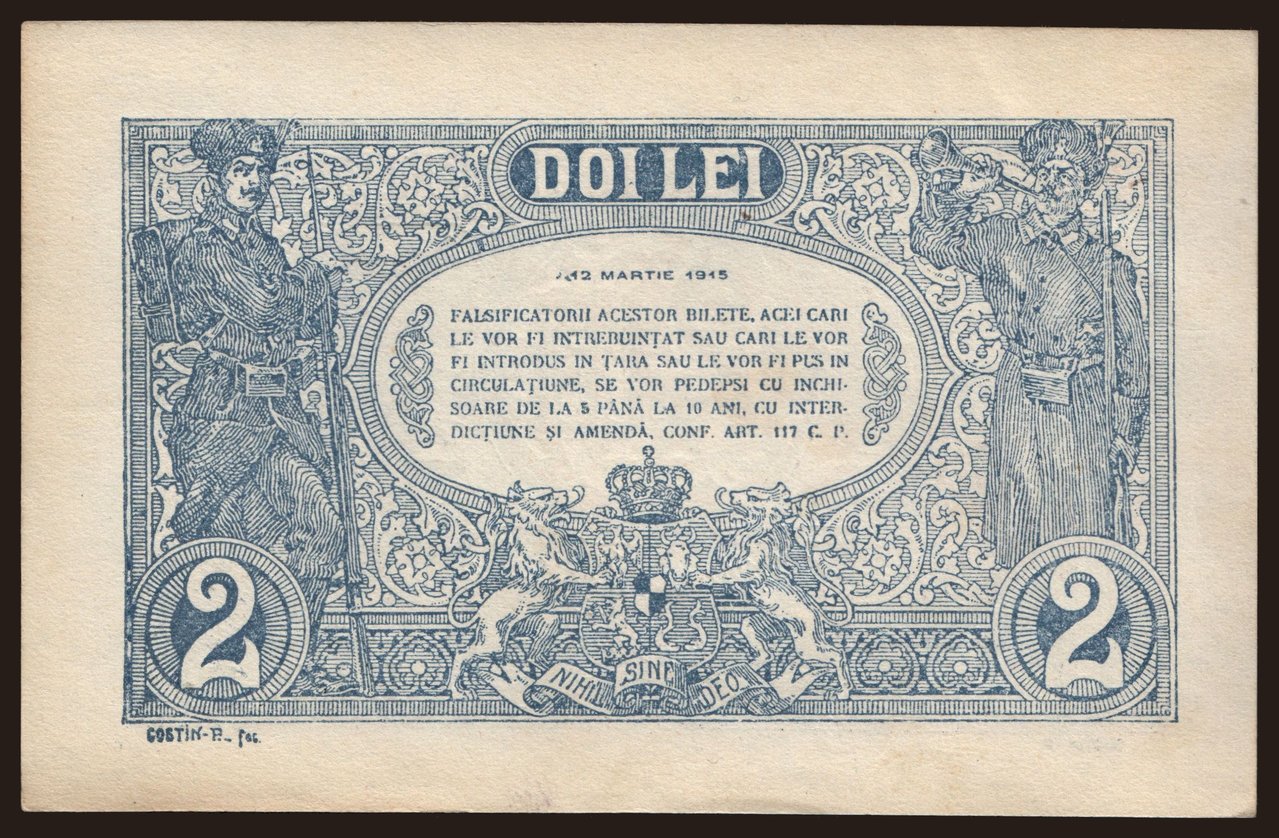 DOI LEI
12 MARTIE 1915
FALSIFICATORII ACESTOR BILETE, ACEI CARI
LE VOR FI INTREBUINȚAT SAU CARI LE VOR
FI INTRODUS IN ȚARA SAU LE VOR FI PUS IN
CIRCULAȚIUNE, SE VOR PEDEPSI CU INCHI-
SOARE DE LA 5 PÂNĂ LA 10 ANI, CU INTER-
DICȚIUNE ȘI AMENDĂ, CONF. ART. 117 C. P.
2
2
NIHIL SINE DEO
COSTIN-P. fec.